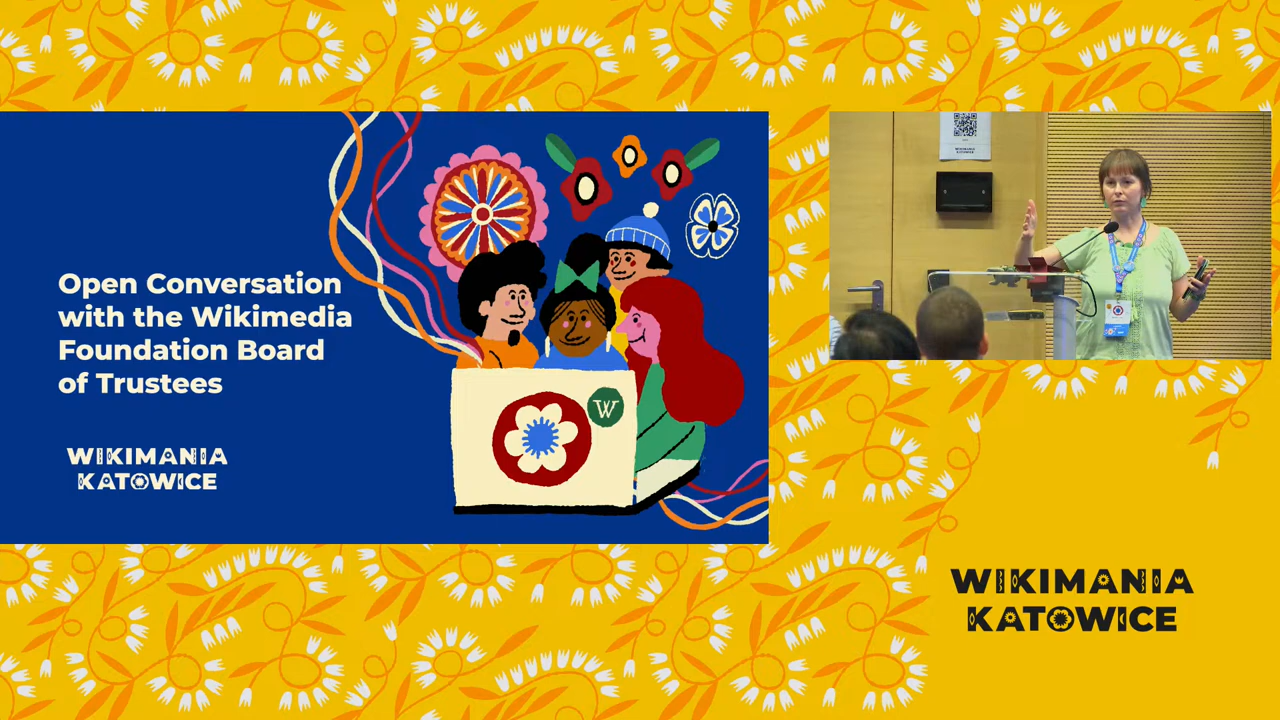 Open Conversation
with the Wikimedia
Foundation Board
of Trustees
WIKIMANIA
KATOWICE
W
WIKIMANIA
KATOWICE